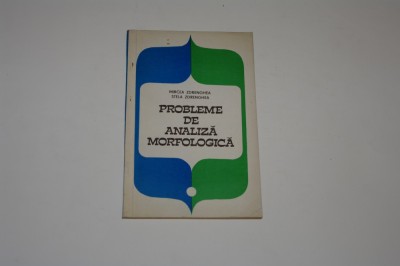 MIRCEA ZDRENGHEA
STELA ZDRENGHEA
PROBLEME
DE
ANALIZĂ
MORFOLOGICĂ